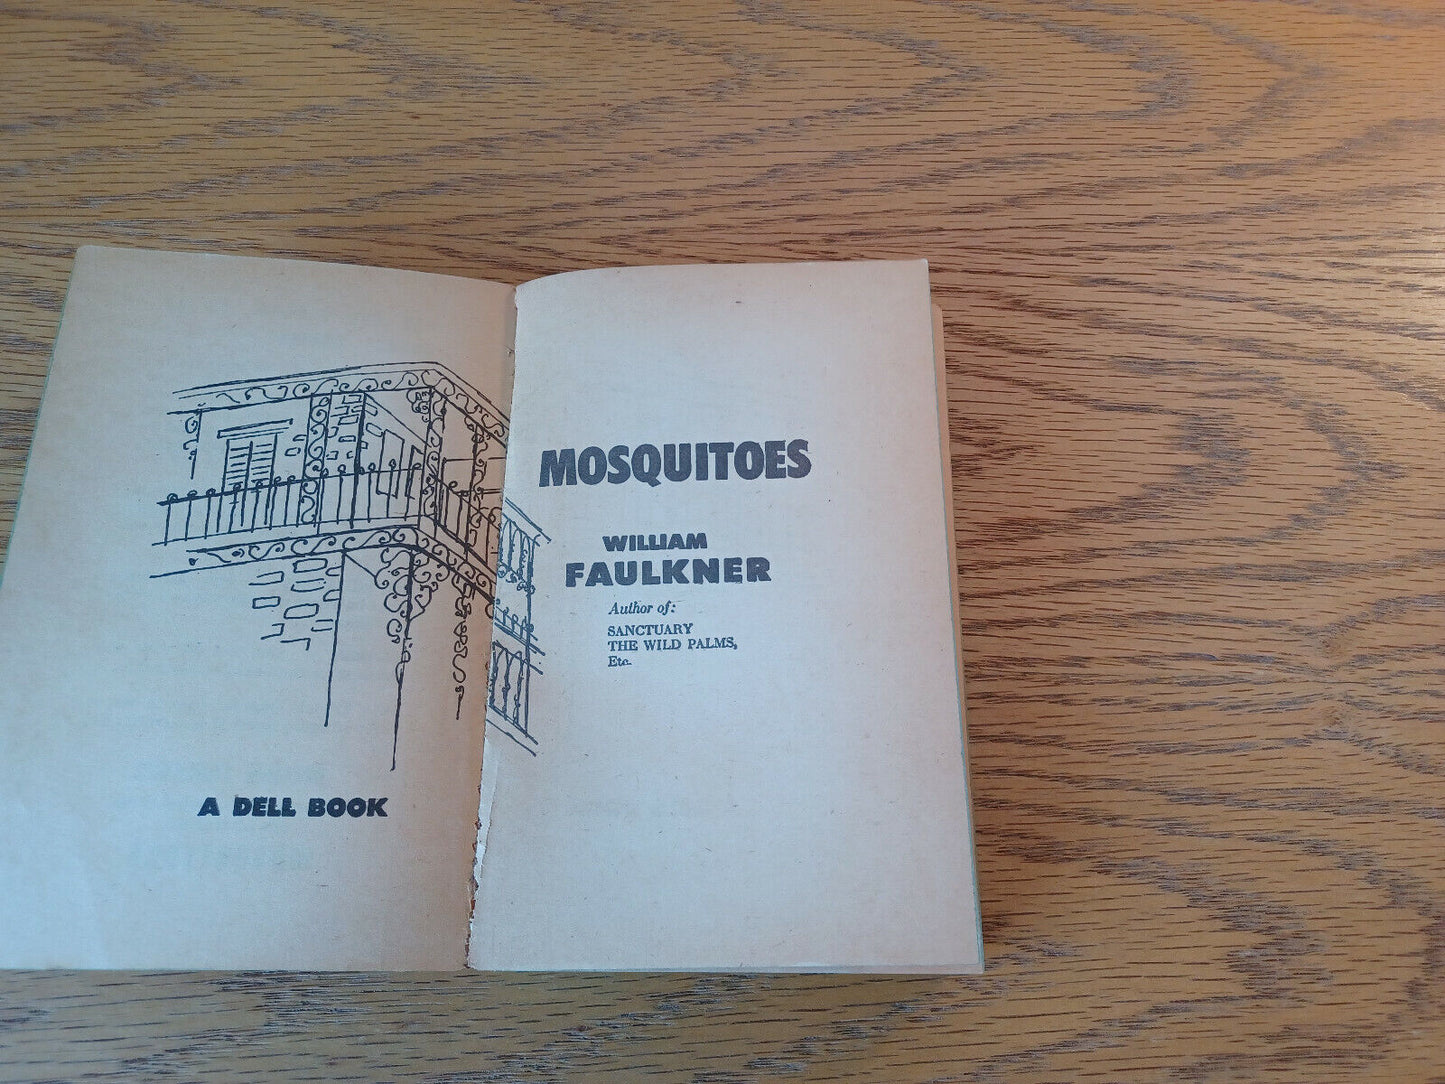 A DELL BOOK
MOSQUITOES
WILLIAM
FAULKNER
Author of:
SANCTUARY
THE WILD PALMS,
Etc.